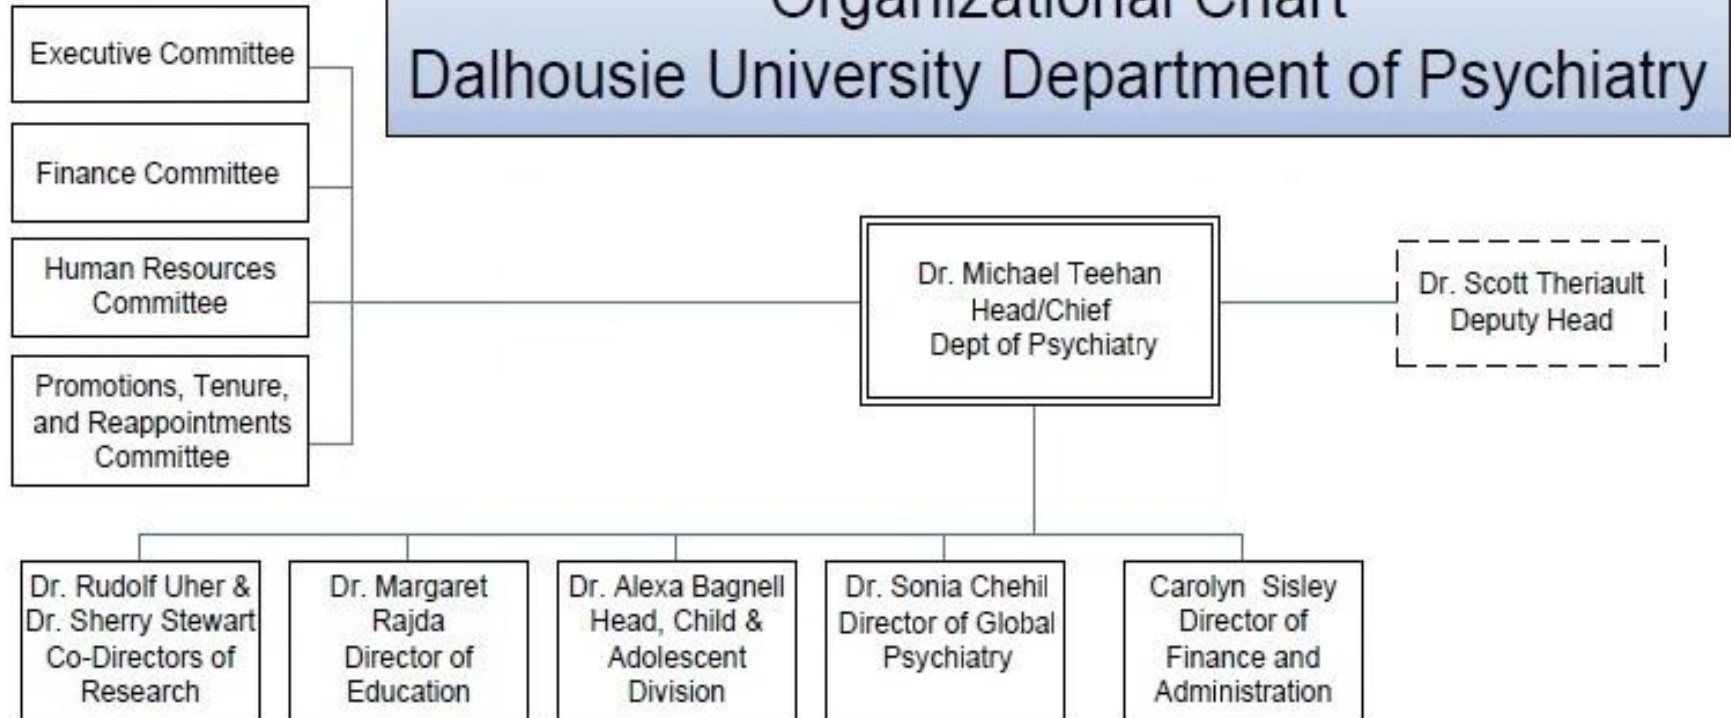 Organizational Chart
Dalhousie University Department of Psychiatry
Executive Committee
Finance Committee
Human Resources
Committee
Promotions, Tenure,
and Reappointments
Committee
Dr. Michael Teehan
Head/Chief
Dept of Psychiatry
Dr. Scott Theriault
Deputy Head
Dr. Rudolf Uher &
Dr. Sherry Stewart
Co-Directors of
Research
Dr. Margaret
Rajda
Director of
Education
Dr. Alexa Bagnell
Head, Child &
Adolescent
Division
Dr. Sonia Chehil
Director of Global
Psychiatry
Carolyn Sisley
Director of
Finance and
Administration